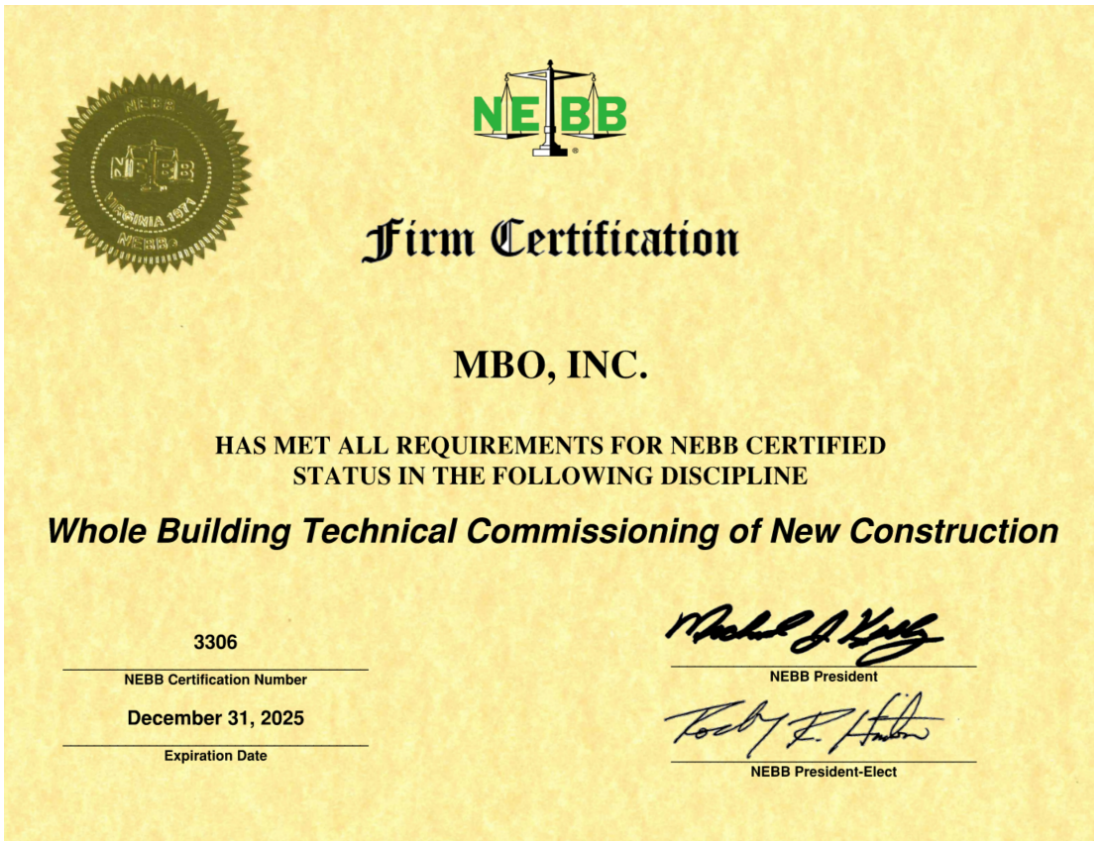 NEBB
NEBB
VIRGINIA 1971
NEBB
NEBB
Firm Certification
MBO, INC.
HAS MET ALL REQUIREMENTS FOR NEBB CERTIFIED
STATUS IN THE FOLLOWING DISCIPLINE
Whole Building Technical Commissioning of New Construction
3306
NEBB Certification Number
December 31, 2025
Expiration Date
NEBB President
NEBB President-Elect